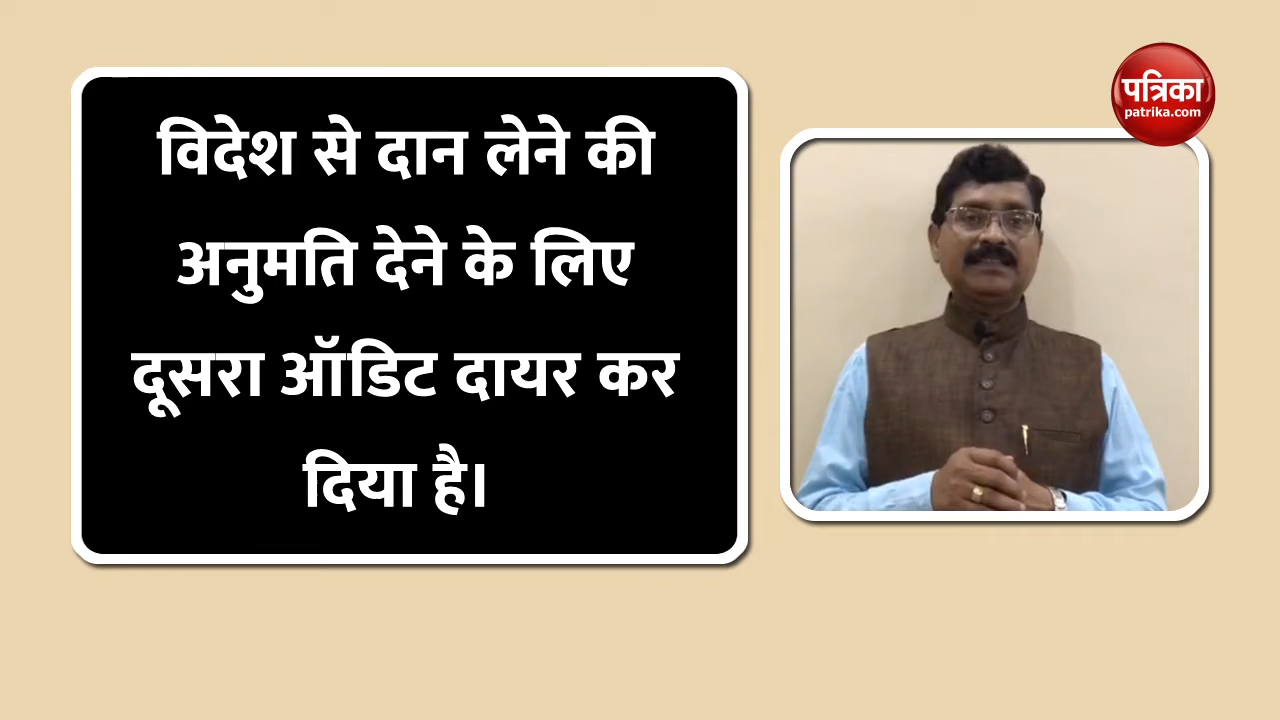 विदेश से दान लेने की
अनुमति देने के लिए
दूसरा ऑडिट दायर कर
दिया है।
पत्रिका
patrika.com